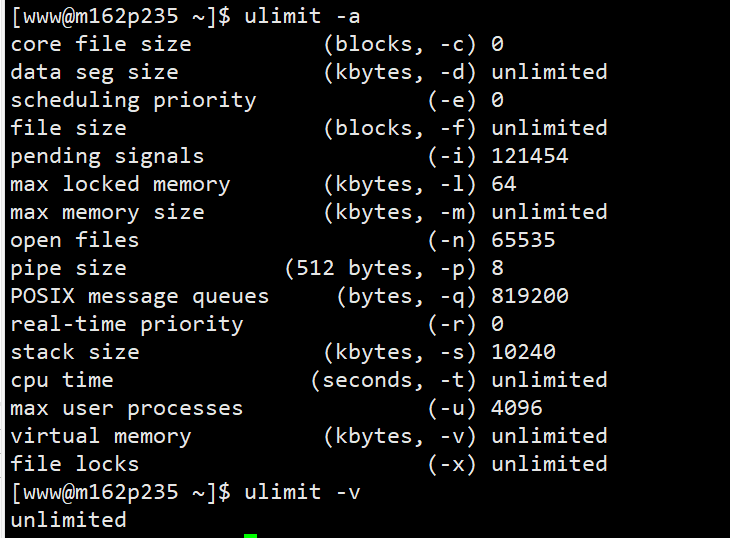 [www@m162p235 ~]$ ulimit -a
core file size          (blocks, -c) 0
data seg size           (kbytes, -d) unlimited
scheduling priority             (-e) 0
file size               (blocks, -f) unlimited
pending signals                 (-i) 121454
max locked memory       (kbytes, -l) 64
max memory size         (kbytes, -m) unlimited
open files                      (-n) 65535
pipe size            (512 bytes, -p) 8
POSIX message queues     (bytes, -q) 819200
real-time priority              (-r) 0
stack size              (kbytes, -s) 10240
cpu time               (seconds, -t) unlimited
max user processes              (-u) 4096
virtual memory          (kbytes, -v) unlimited
file locks                      (-x) unlimited
[www@m162p235 ~]$ ulimit -v
unlimited